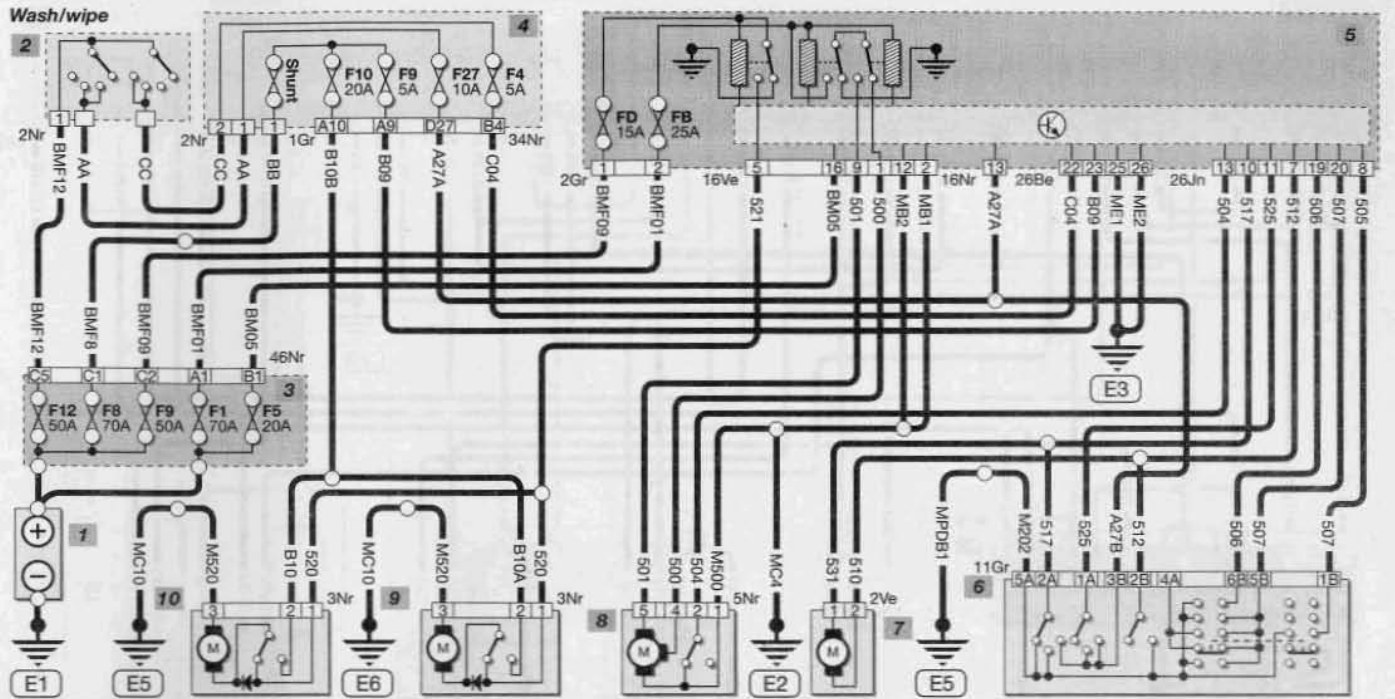 Wash/wipe
2 4 5
Shunt F10 20A F9 5A F27 10A F4 5A
FD 15A FB 25A
1 2 1 1 A10 A9 D27 B4
2Nr 2Nr 1Gr 34Nr
1 2 5 16 9 1 12 2 13 22 23 25 26 13 10 11 7 19 20 8
2Gr 16Ve 16Nr 26Be 26Jn
BMF12 AA CC CC AA BB B10B B09 A27A C04 BMF09 BMF01 521 BM05 501 500 MB2 MB1 A27A C04 B09 ME1 ME2 504 517 525 512 506 507 505
BMF12 BMF8 BMF09 BMF01 BM05
46Nr
C5 C1 C2 A1 B1
3
E3
F12 50A F8 70A F9 50A F1 70A F5 20A
1
+
−
MC10 M520 B10 520 MC10 M520 B10A 520 501 500 504 M500 MC4 531 510 MPDB1 M202 517 525 A27B 512 506 507 507
11Gr
5A 2A 1A 3B 2B 4A 6B 5B 1B
10 9 8 7 6
3 2 1 3Nr 3 2 1 3Nr 5 4 2 1 5Nr 1 2 2Ve
M M M M
E1 E5 E6 E2 E5